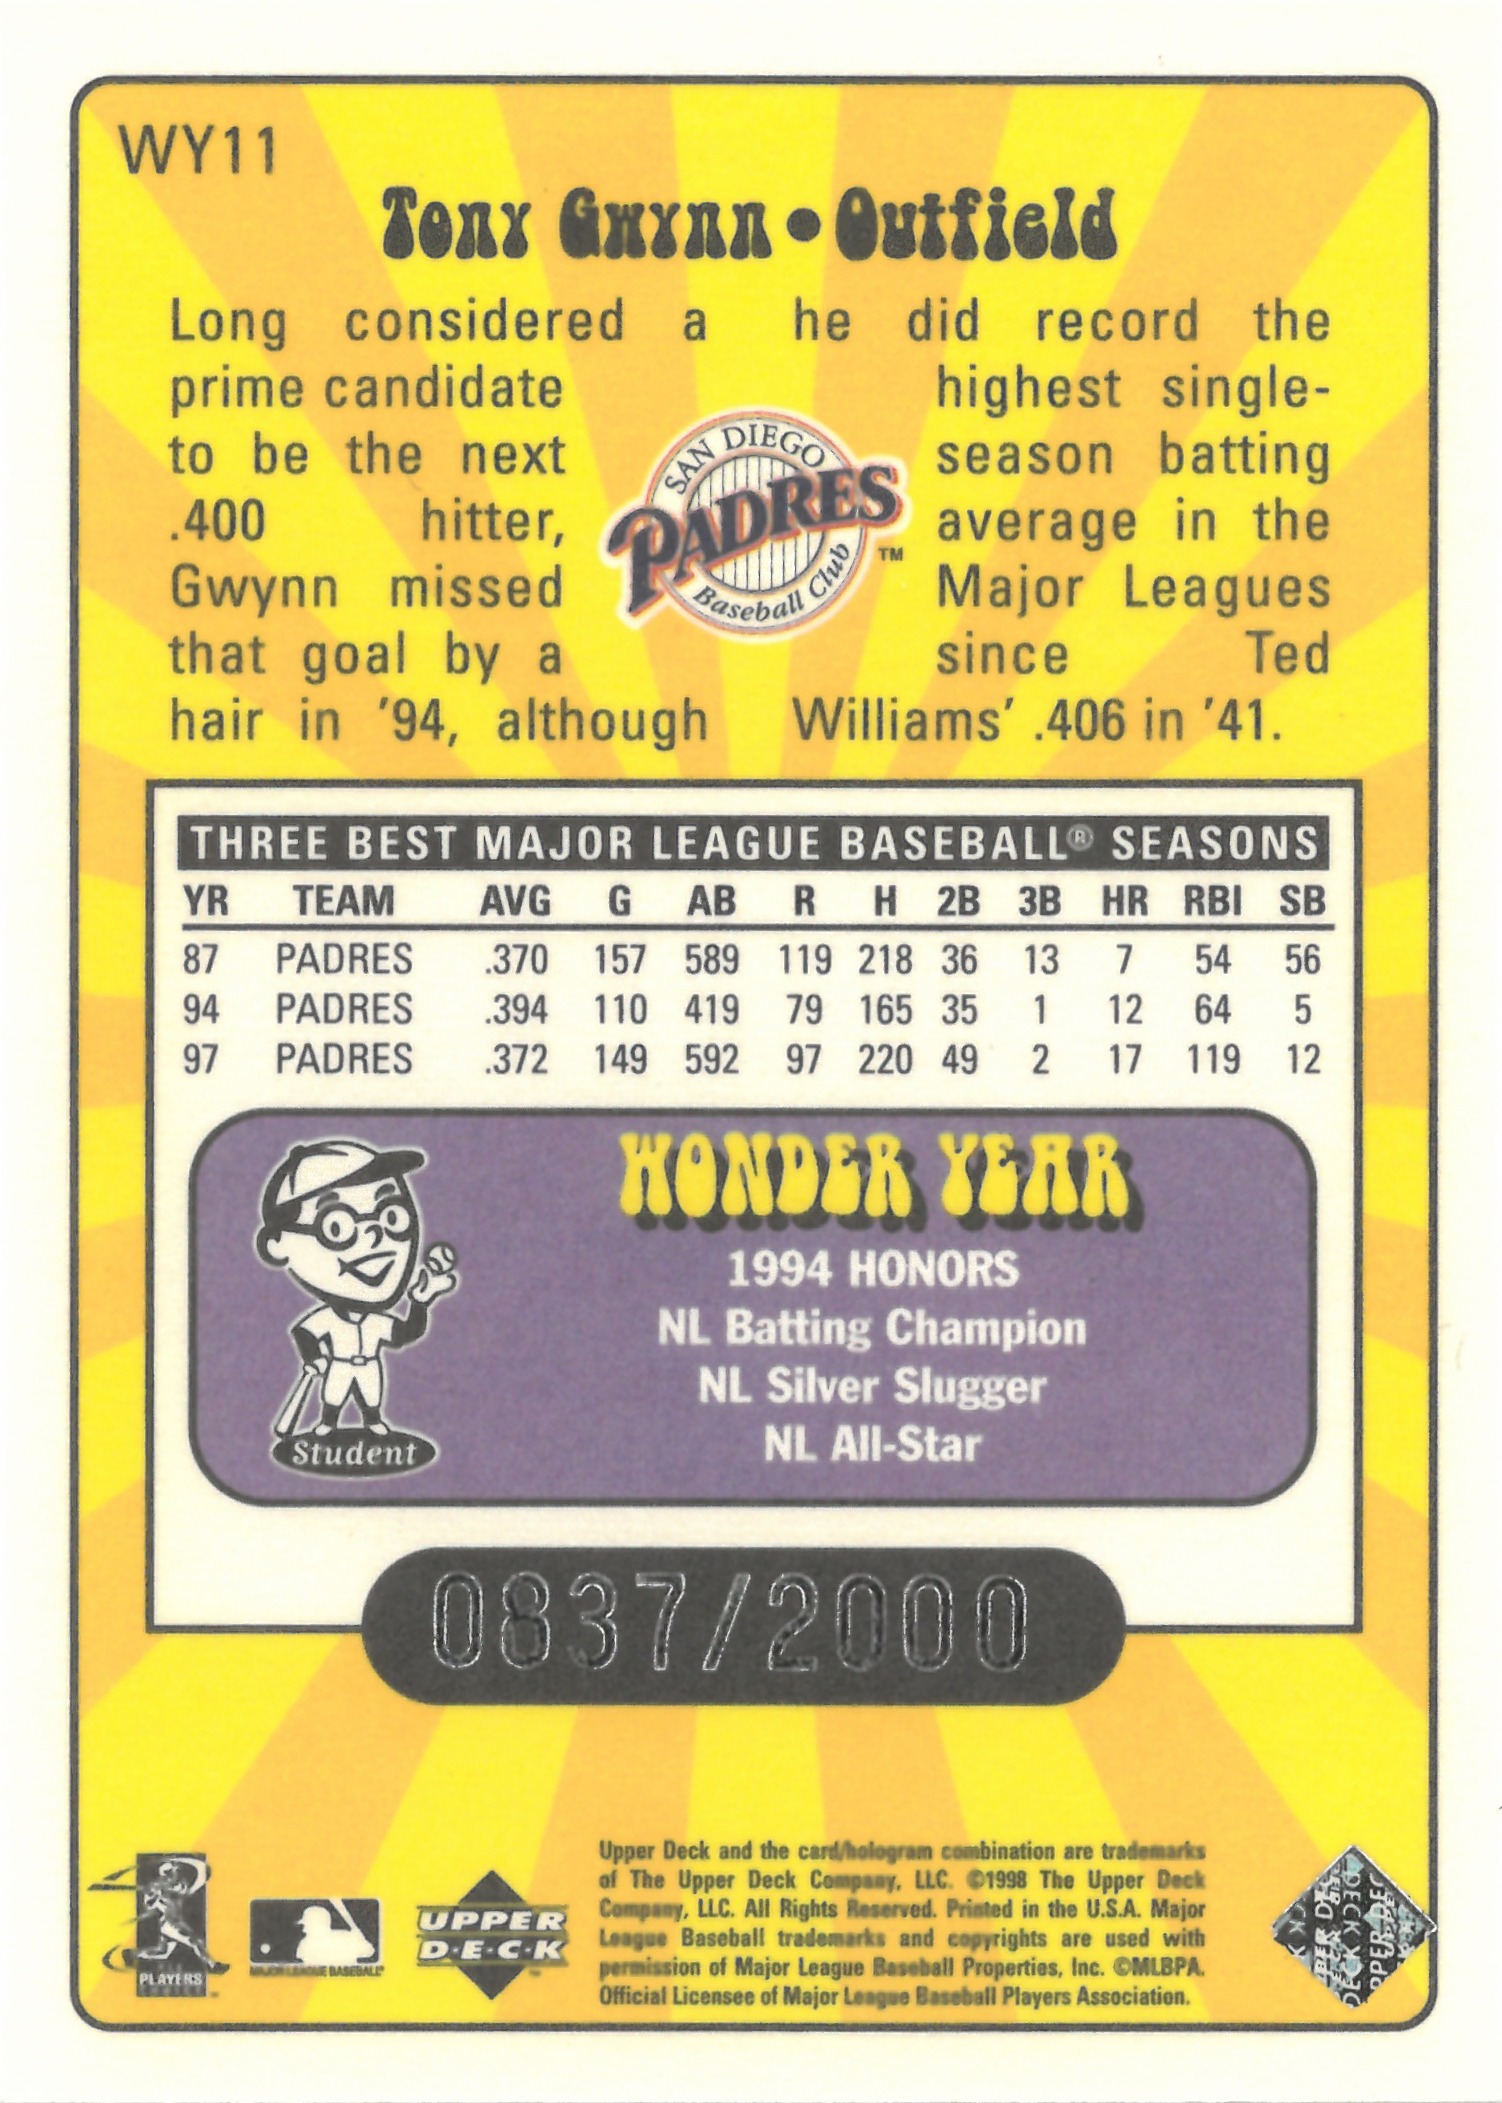 WY11
Tony Gwynn • Outfield
Long considered a
prime candidate
to be the next
.400 hitter,
Gwynn missed
that goal by a
hair in '94, although
he did record the
highest single-
season batting
average in the
Major Leagues
since Ted
Williams' .406 in '41.
SAN DIEGO
PADRES
Baseball Club
™
THREE BEST MAJOR LEAGUE BASEBALL® SEASONS
YR TEAM AVG G AB R H 2B 3B HR RBI SB
87 PADRES .370 157 589 119 218 36 13 7 54 56
94 PADRES .394 110 419 79 165 35 1 12 64 5
97 PADRES .372 149 592 97 220 49 2 17 119 12
WONDER YEAR
1994 HONORS
NL Batting Champion
NL Silver Slugger
NL All-Star
Student
0837/2000
PLAYERS
CHOICE
MAJOR LEAGUE BASEBALL
UPPER
D•E•C•K
Upper Deck and the card/hologram combination are trademarks
of The Upper Deck Company, LLC. ©1998 The Upper Deck
Company, LLC. All Rights Reserved. Printed in the U.S.A. Major
League Baseball trademarks and copyrights are used with
permission of Major League Baseball Properties, Inc. ©MLBPA.
Official Licensee of Major League Baseball Players Association.